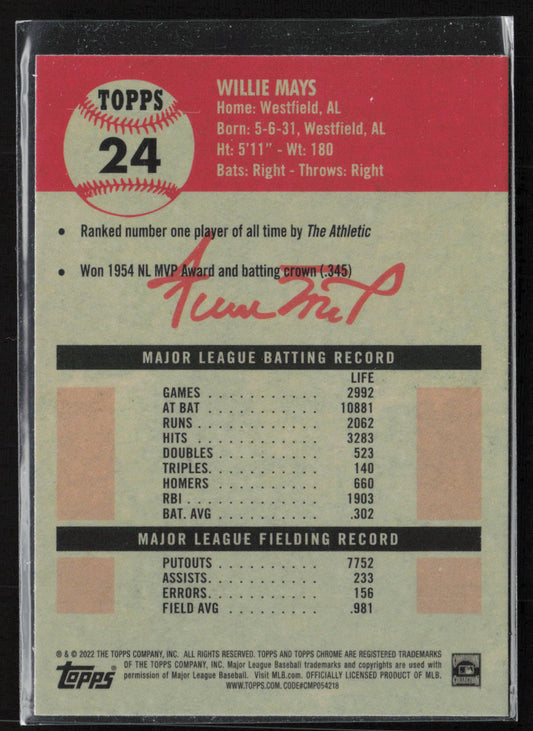 TOPPS
24
WILLIE MAYS
Home: Westfield, AL
Born: 5-6-31, Westfield, AL
Ht: 5'11" - Wt: 180
Bats: Right - Throws: Right
• Ranked number one player of all time by The Athletic
• Won 1954 NL MVP Award and batting crown (.345)
Willie Mays
MAJOR LEAGUE BATTING RECORD
LIFE
GAMES . . . . . . . . . . . 2992
AT BAT . . . . . . . . . . . 10881
RUNS . . . . . . . . . . . 2062
HITS . . . . . . . . . . . 3283
DOUBLES . . . . . . . . . . 523
TRIPLES. . . . . . . . . . . 140
HOMERS . . . . . . . . . . 660
RBI . . . . . . . . . . . 1903
BAT. AVG . . . . . . . . . . .302
MAJOR LEAGUE FIELDING RECORD
PUTOUTS . . . . . . . . . . 7752
ASSISTS. . . . . . . . . . . 233
ERRORS. . . . . . . . . . . 156
FIELD AVG . . . . . . . . . .981
® & © 2022 THE TOPPS COMPANY, INC. ALL RIGHTS RESERVED. TOPPS AND TOPPS CHROME ARE REGISTERED TRADEMARKS
OF THE TOPPS COMPANY, INC. Major League Baseball trademarks and copyrights are used with
permission of Major League Baseball. Visit MLB.com. OFFICIALLY LICENSED PRODUCT OF MLB.
WWW.TOPPS.COM. CODE#CMP054218
Topps
COOPERSTOWN
COLLECTION